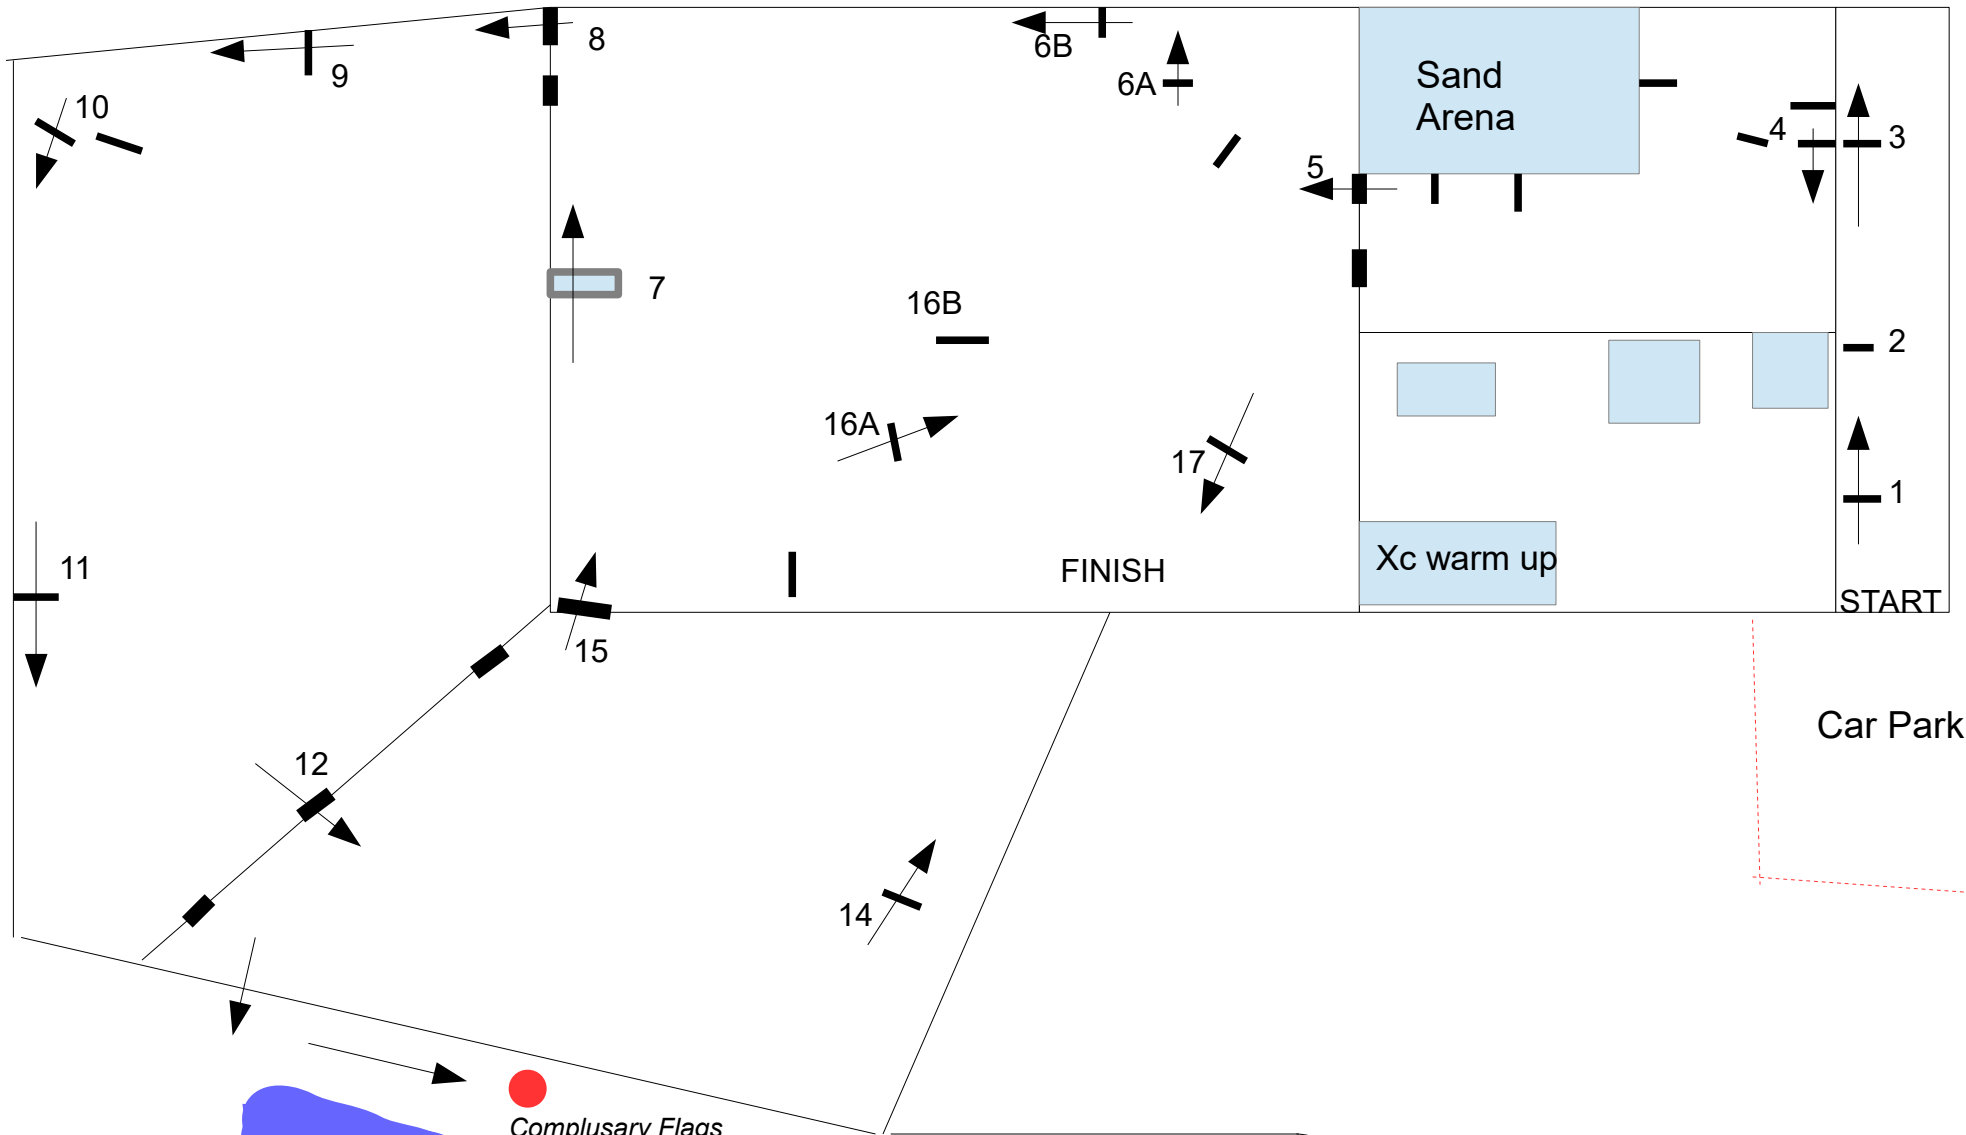 8
6B
9
6A
Sand
Arena
10
4
3
5
7
16B
2
16A
17
1
11
FINISH
Xc warm up
START
15
Car Park
12
14
Complusary Flags